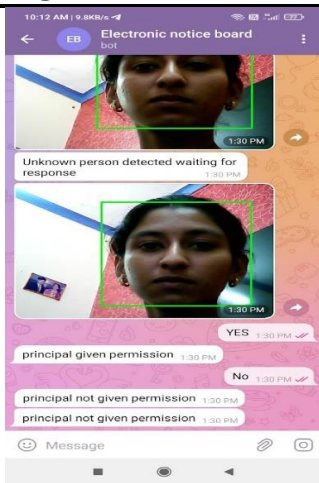 10:12 AM | 9.8KB/s
EB
Electronic notice board
bot
1:30 PM
Unknown person detected waiting for
response 1:30 PM
1:30 PM
YES 1:30 PM
principal given permission 1:30 PM
No 1:30 PM
principal not given permission 1:30 PM
principal not given permission 1:30 PM
Message